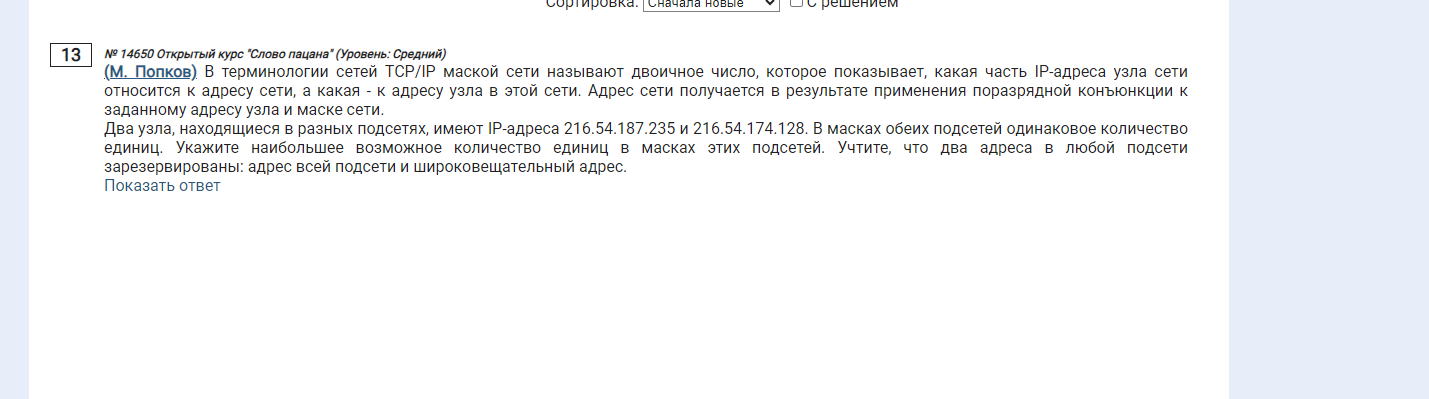 Сортировка: Сначала новые С решением
13 № 14650 Открытый курс "Слово пацана" (Уровень: Средний)
(М. Попков) В терминологии сетей TCP/IP маской сети называют двоичное число, которое показывает, какая часть IP-адреса узла сети
относится к адресу сети, а какая - к адресу узла в этой сети. Адрес сети получается в результате применения поразрядной конъюнкции к
заданному адресу узла и маске сети.
Два узла, находящиеся в разных подсетях, имеют IP-адреса 216.54.187.235 и 216.54.174.128. В масках обеих подсетей одинаковое количество
единиц. Укажите наибольшее возможное количество единиц в масках этих подсетей. Учтите, что два адреса в любой подсети
зарезервированы: адрес всей подсети и широковещательный адрес.
Показать ответ